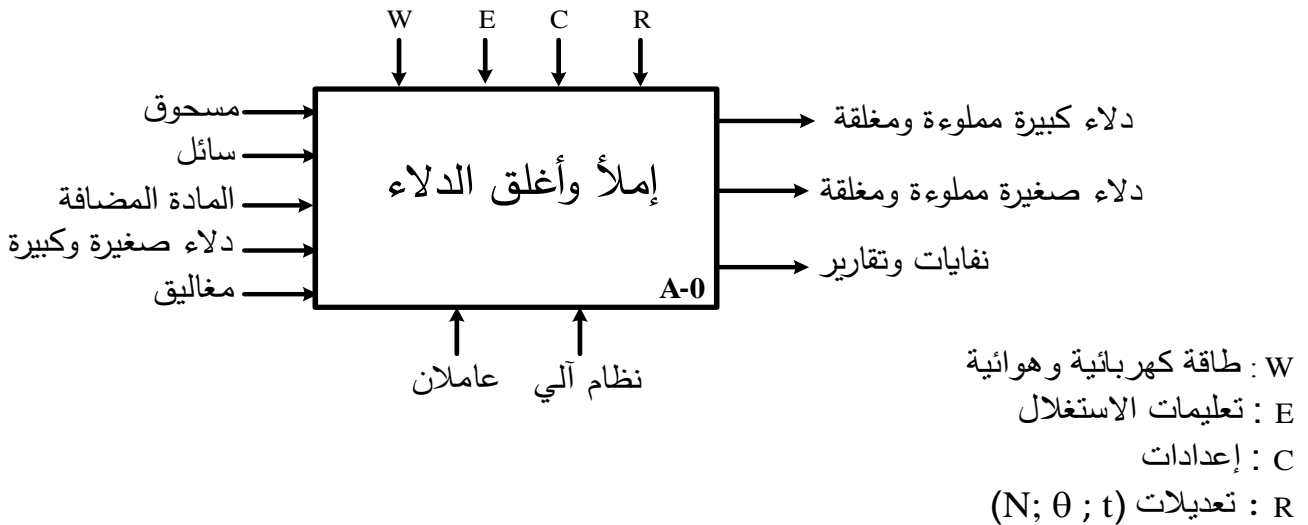 W E C R
مسحوق
سائل
المادة المضافة
دلاء صغيرة وكبيرة
مغاليق
إملأ وأغلق الدلاء
A-0
دلاء كبيرة مملوءة ومغلقة
دلاء صغيرة مملوءة ومغلقة
نفايات وتقارير
نظام آلي
عاملان
W : طاقة كهربائية وهوائية
E : تعليمات الاستغلال
C : إعدادات
R : تعديلات (N; θ ; t)